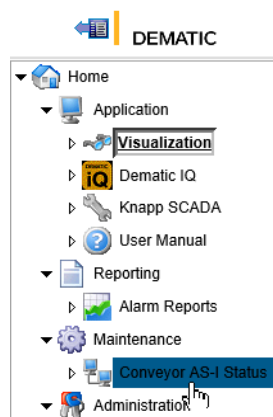 DEMATIC
Home
Application
Visualization
DEMATIC
iQ
Dematic IQ
Knapp SCADA
User Manual
Reporting
Alarm Reports
Maintenance
Conveyor AS-I Status
Administration